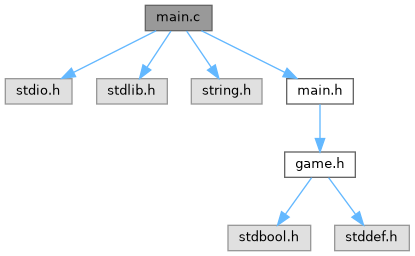 main.c
stdio.h
stdlib.h
string.h
main.h
game.h
stdbool.h
stddef.h